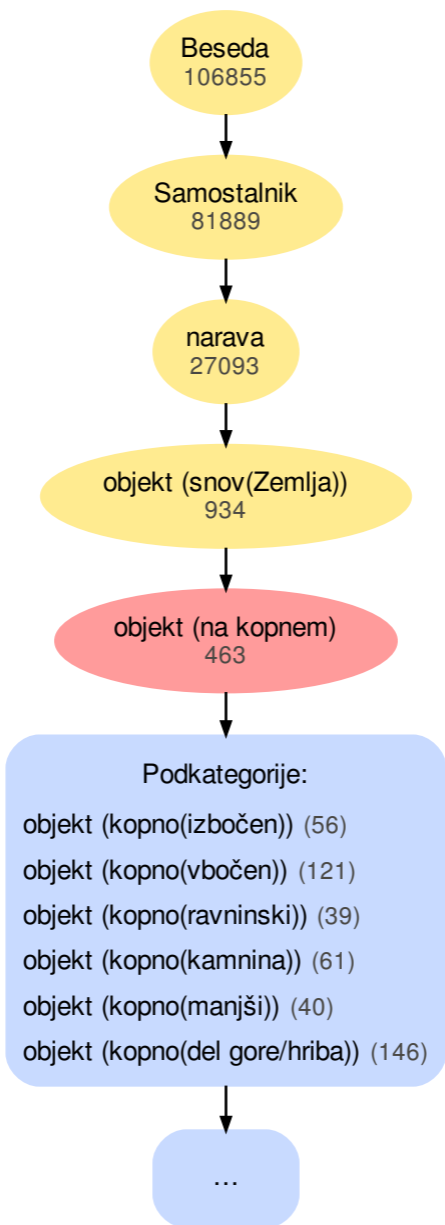 Beseda
106855
Samostalnik
81889
narava
27093
objekt (snov(Zemlja))
934
objekt (na kopnem)
463
Podkategorije:
objekt (kopno(izbočen)) (56)
objekt (kopno(vbočen)) (121)
objekt (kopno(ravninski) (39)
objekt (kopno(kamnina)) (61)
objekt (kopno(manjši) (40)
objekt (kopno(del gore/hriba)) (146)
...